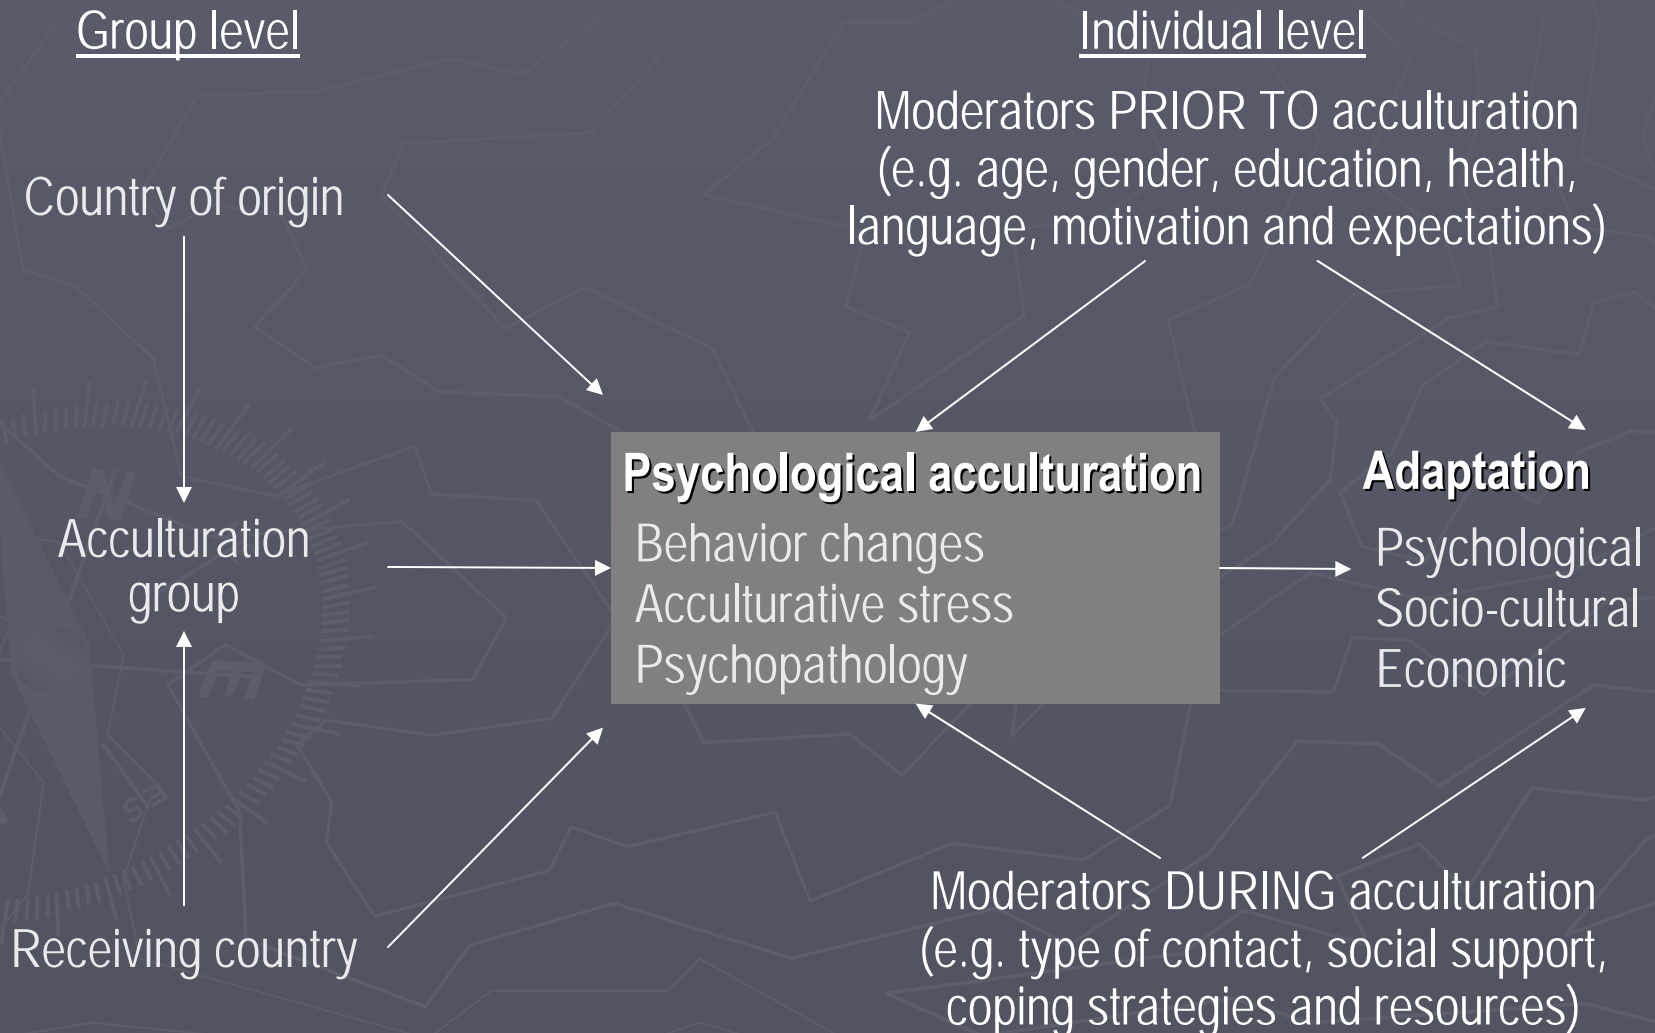 Group level
Country of origin
Acculturation
group
Receiving country
Individual level
Moderators PRIOR TO acculturation
(e.g. age, gender, education, health,
language, motivation and expectations)
Psychological acculturation
Behavior changes
Acculturative stress
Psychopathology
Adaptation
Psychological
Socio-cultural
Economic
Moderators DURING acculturation
(e.g. type of contact, social support,
coping strategies and resources)
N
E
SE